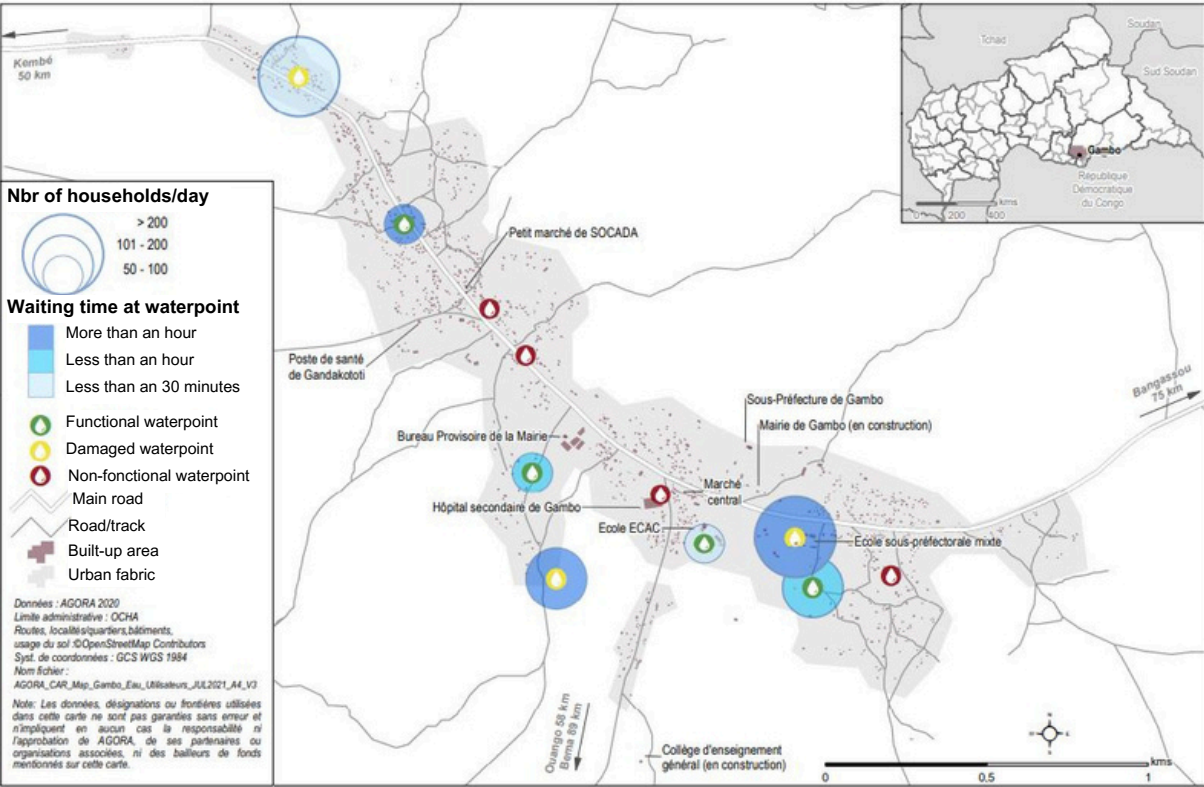 Kembé
50 km
Tchad
Soudan
Sud Soudan
Gambo
République
Démocratique
du Congo
kms
0 200 400
Nbr of households/day
> 200
101 - 200
50 - 100
Waiting time at waterpoint
More than an hour
Less than an hour
Less than an 30 minutes
Functional waterpoint
Damaged waterpoint
Non-fonctional waterpoint
Main road
Road/track
Built-up area
Urban fabric
Données : AGORA 2020
Limite administrative : OCHA
Routes, localités/quartiers,bâtiments,
usage du sol :©OpenStreetMap Contributors
Syst. de coordonnées : GCS WGS 1984
Nom fichier :
AGORA_CAR_Map_Gambo_Eau_Utilisateurs_JUL2021_A4_V3
Note: Les données, désignations ou frontières utilisées
dans cette carte ne sont pas garanties sans erreur et
n'impliquent en aucun cas la responsabilité ni
l'approbation de AGORA, de ses partenaires ou
organisations associées, ni des bailleurs de fonds
mentionnés sur cette carte.
Petit marché de SOCADA
Poste de santé
de Gandakototi
Bangassou
75 km
Sous-Préfecture de Gambo
Mairie de Gambo (en construction)
Bureau Provisoire de la Mairie
Marché
central
Hôpital secondaire de Gambo
Ecole ECAC
Ecole sous-préfectorale mixte
Ouango 58 km
Bema 89 km
Collège d'enseignement
général (en construction)
N
W E
S
kms
0 0.5 1